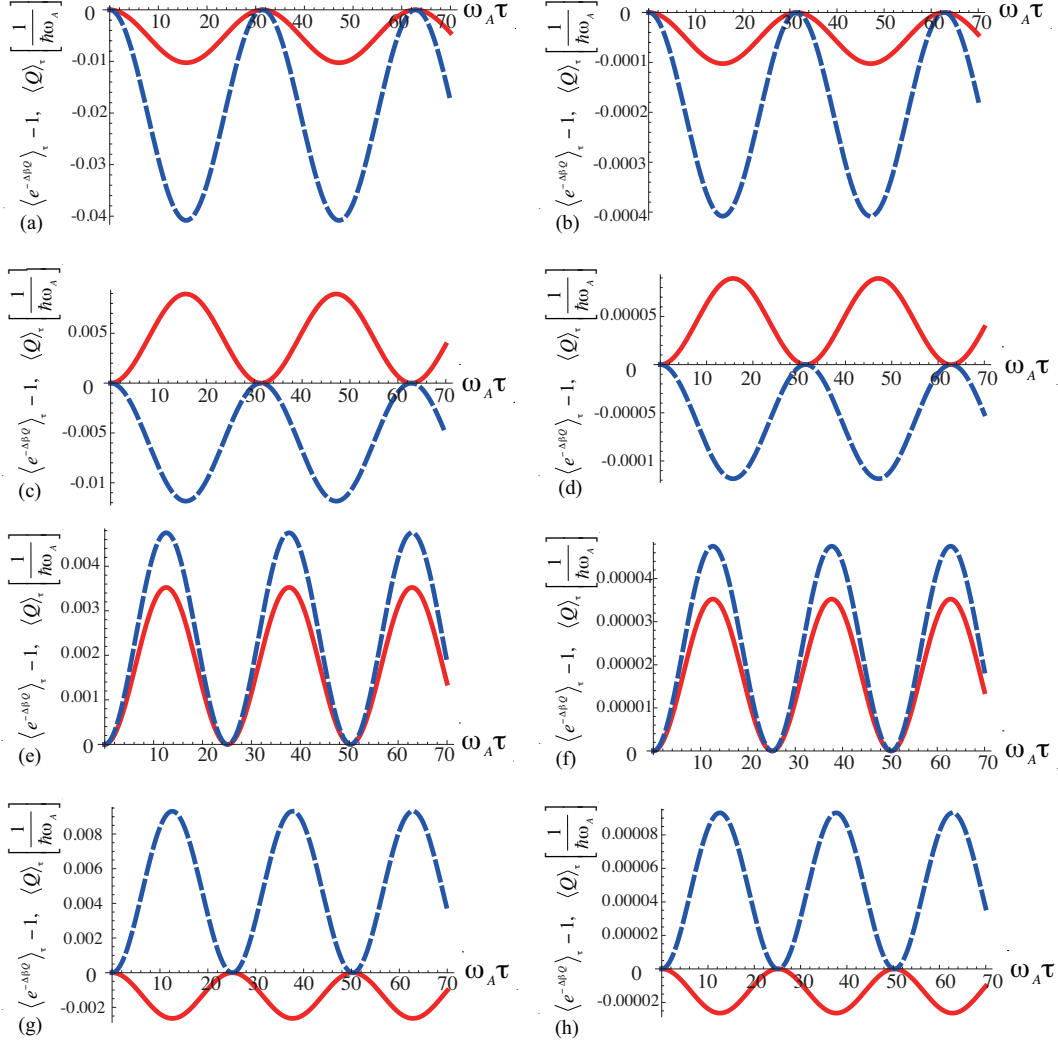 0 10 20 30 40 50 60 70 ω_A τ
-0.01
-0.02
-0.03
-0.04
⟨e^{-ΔβQ}⟩_τ − 1, ⟨Q⟩_τ [1/ħω_A]
(a)
0 10 20 30 40 50 60 70 ω_A τ
-0.0001
-0.0002
-0.0003
-0.0004
⟨e^{-ΔβQ}⟩_τ − 1, ⟨Q⟩_τ [1/ħω_A]
(b)
0.005
0 10 20 30 40 50 60 70 ω_A τ
-0.005
-0.01
⟨e^{-ΔβQ}⟩_τ − 1, ⟨Q⟩_τ [1/ħω_A]
(c)
0.00005
0 10 20 30 40 50 60 70 ω_A τ
-0.00005
-0.0001
⟨e^{-ΔβQ}⟩_τ − 1, ⟨Q⟩_τ [1/ħω_A]
(d)
0.004
0.003
0.002
0.001
0 10 20 30 40 50 60 70 ω_A τ
⟨e^{-ΔβQ}⟩_τ − 1, ⟨Q⟩_τ [1/ħω_A]
(e)
0.00004
0.00003
0.00002
0.00001
0 10 20 30 40 50 60 70 ω_A τ
⟨e^{-ΔβQ}⟩_τ − 1, ⟨Q⟩_τ [1/ħω_A]
(f)
0.008
0.006
0.004
0.002
0 10 20 30 40 50 60 70 ω_A τ
-0.002
⟨e^{-ΔβQ}⟩_τ − 1, ⟨Q⟩_τ [1/ħω_A]
(g)
0.00008
0.00006
0.00004
0.00002
0 10 20 30 40 50 60 70 ω_A τ
-0.00002
⟨e^{-ΔβQ}⟩_τ − 1, ⟨Q⟩_τ [1/ħω_A]
(h)